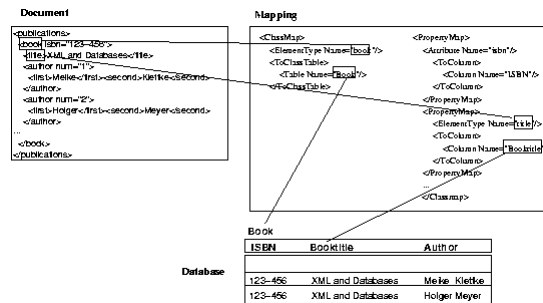 Document
<publications>
<book isbn="123-456">
<title>XML and Databases</title>
<author num="1">
<first>Meike</first><second>Klettke</second>
</author>
<author num="2">
<first>Holger</first><second>Meyer</second>
</author>
...
</book>
</publications>
Mapping
<ClassMap>
<ElementType Name="book"/>
<ToClassTable>
<Table Name="Book"/>
</ToClassTable>
<PropertyMap>
<Attribute Name="isbn"/>
<ToColumn>
<Column Name="ISBN"/>
</ToColumn>
</PropertyMap>
<PropertyMap>
<ElementType Name="title"/>
<ToColumn>
<Column Name="Booktitle"/>
</ToColumn>
</PropertyMap>
...
</Classmap>
Book
ISBN Booktitle Author
Database
123-456 XML and Databases Meike Klettke
123-456 XML and Databases Holger Meyer